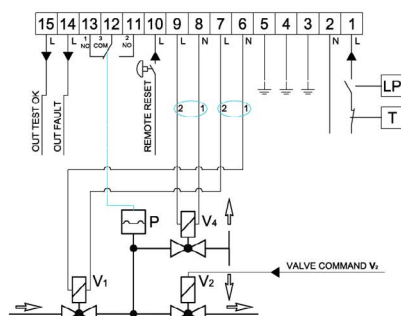 15 14 13 12 11 10 9 8 7 6 5 4 3 2 1
L L 1 NC 3 COM 2 NO L L N L N N L
OUT TEST OK
OUT FAULT
REMOTE RESET
2 1 2 1
LP
T
P
V4
VALVE COMMAND V2
V1
V2